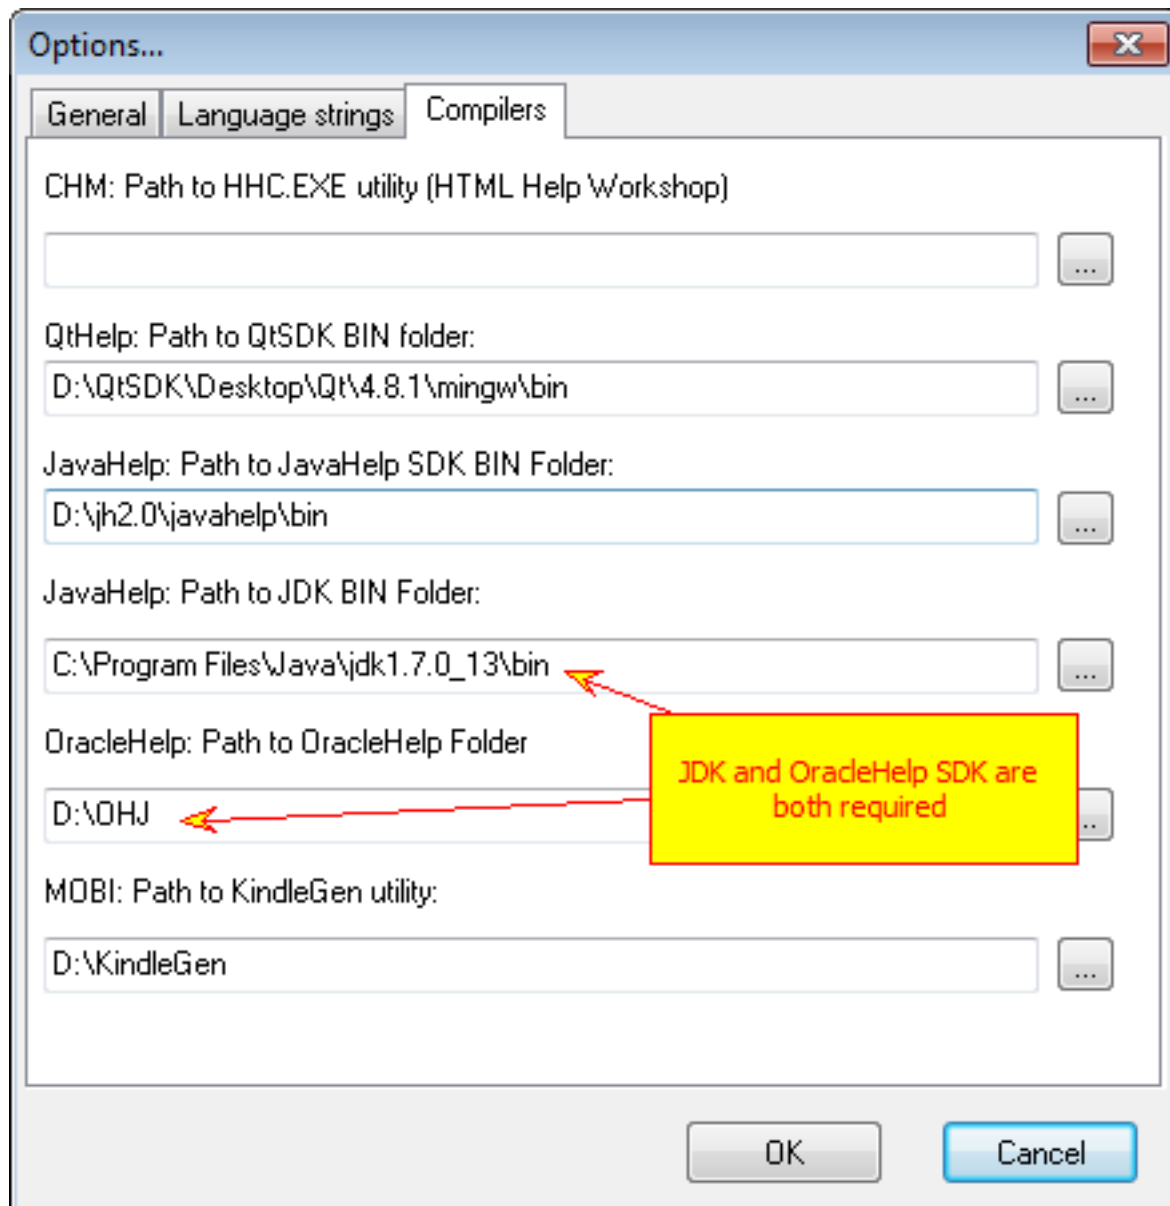 Options...
General
Language strings
Compilers
CHM: Path to HHC.EXE utility (HTML Help Workshop)
...
QtHelp: Path to QtSDK BIN folder:
D:\QtSDK\Desktop\Qt\4.8.1\mingw\bin
...
JavaHelp: Path to JavaHelp SDK BIN Folder:
D:\jh2.0\javahelp\bin
...
JavaHelp: Path to JDK BIN Folder:
C:\Program Files\Java\jdk1.7.0_13\bin
...
OracleHelp: Path to OracleHelp Folder
D:\OHJ
..
JDK and OracleHelp SDK are
both required
MOBI: Path to KindleGen utility:
D:\KindleGen
...
OK
Cancel